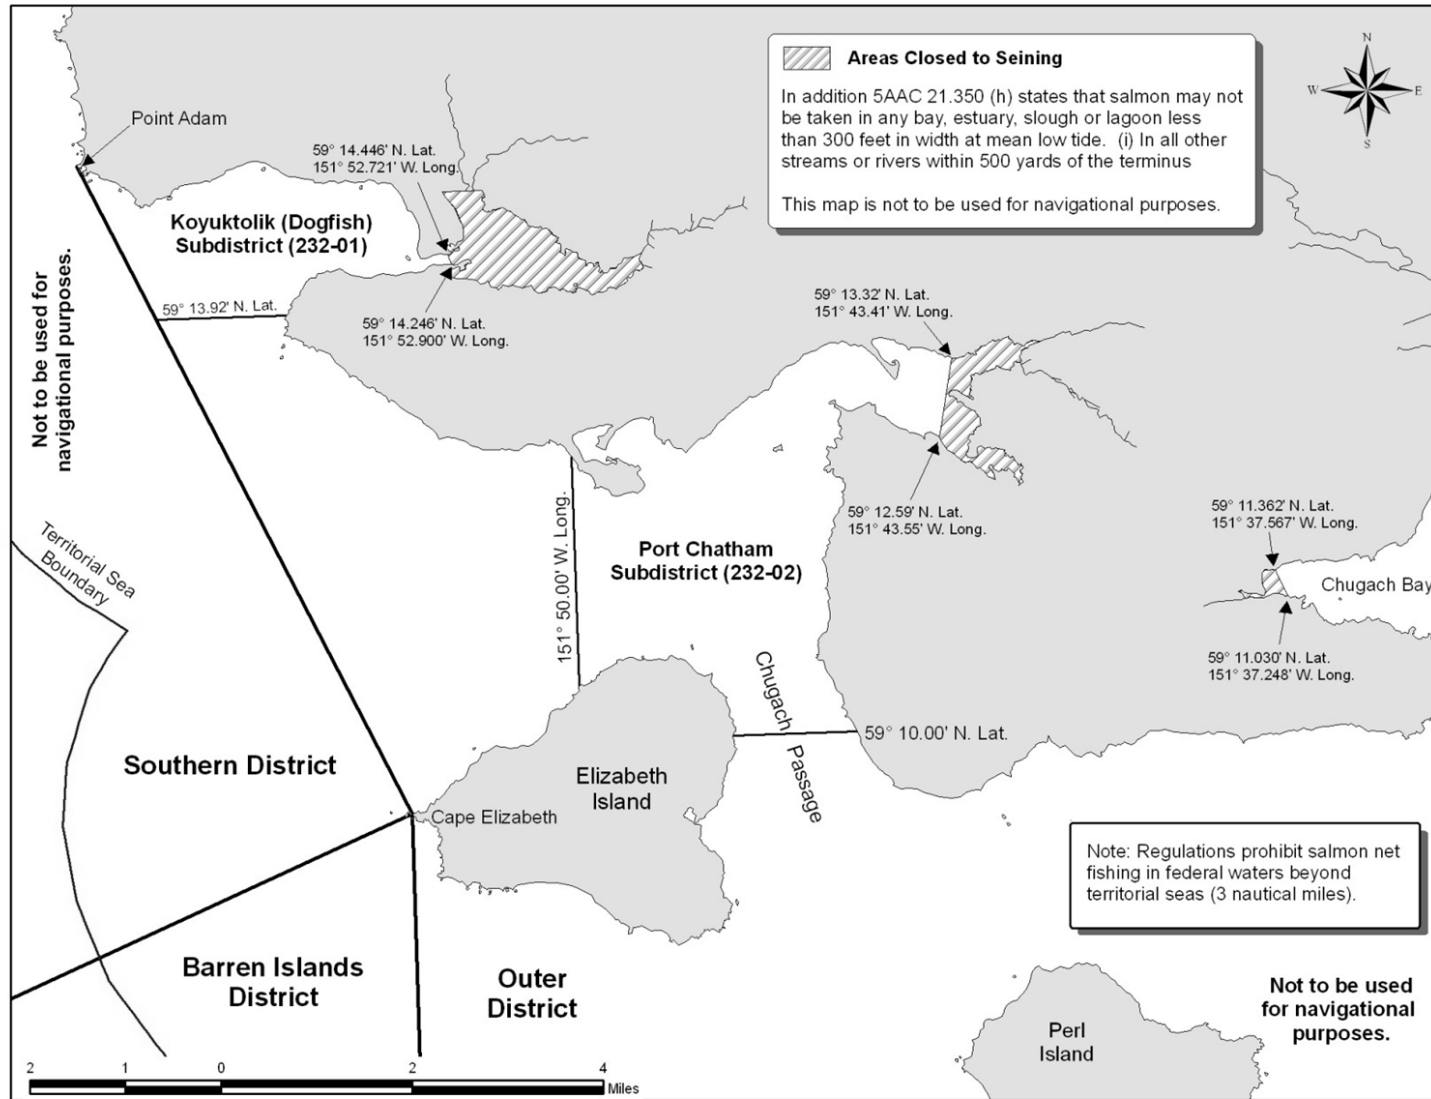 Areas Closed to Seining
In addition 5AAC 21.350 (h) states that salmon may not
be taken in any bay, estuary, slough or lagoon less
than 300 feet in width at mean low tide.  (i) In all other
streams or rivers within 500 yards of the terminus
This map is not to be used for navigational purposes.
N
W
E
S
Point Adam
59° 14.446' N. Lat.
151° 52.721' W. Long.
Koyuktolik (Dogfish)
Subdistrict (232-01)
Not to be used for
navigational purposes.
59° 13.92' N. Lat.
59° 14.246' N. Lat.
151° 52.900' W. Long.
59° 13.32' N. Lat.
151° 43.41' W. Long.
59° 12.59' N. Lat.
151° 43.55' W. Long.
59° 11.362' N. Lat.
151° 37.567' W. Long.
Territorial Sea
Boundary
151° 50.00' W. Long.
Port Chatham
Subdistrict (232-02)
Chugach Bay
59° 11.030' N. Lat.
151° 37.248' W. Long.
Chugach Passage
59° 10.00' N. Lat.
Southern District
Elizabeth
Island
Cape Elizabeth
Note: Regulations prohibit salmon net
fishing in federal waters beyond
territorial seas (3 nautical miles).
Barren Islands
District
Outer
District
Not to be used
for navigational
purposes.
Perl
Island
2 1 0 2 4
Miles